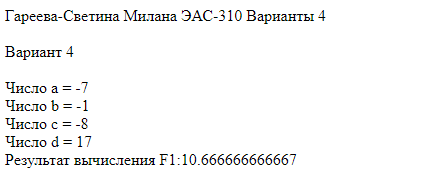 Гареева-Светина Милана ЭАС-310 Варианты 4
Вариант 4
Число a = -7
Число b = -1
Число c = -8
Число d = 17
Результат вычисления F1:10.666666666667